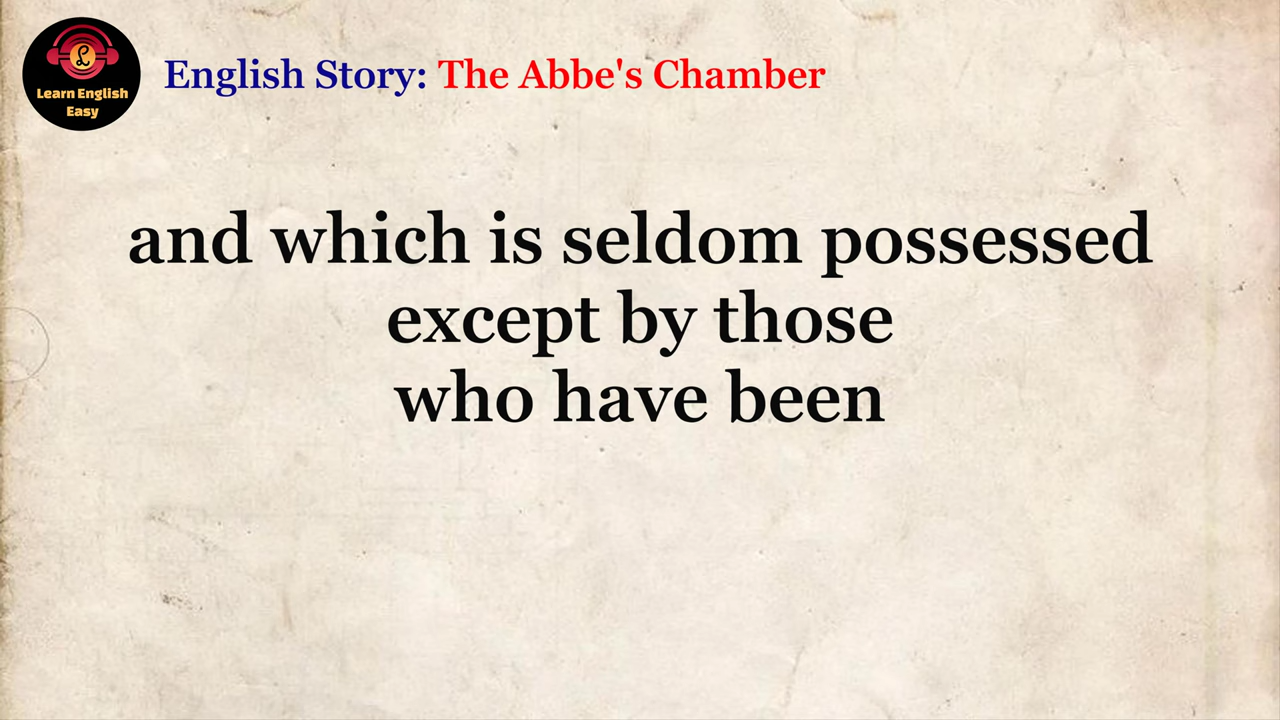 Learn English
Easy
English Story: The Abbe's Chamber
and which is seldom possessed
except by those
who have been